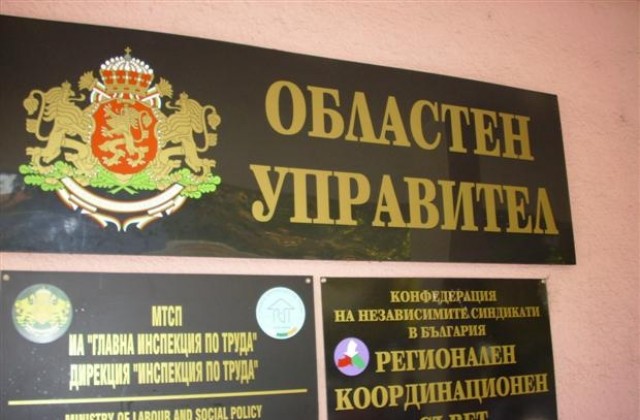 ОБЛАСТЕН
УПРАВИТЕЛ
МТСП
ИА "ГЛАВНА ИНСПЕКЦИЯ ПО ТРУДА"
ДИРЕКЦИЯ "ИНСПЕКЦИЯ ПО ТРУДА"
MINISTRY OF LABOUR AND SOCIAL POLICY
КОНФЕДЕРАЦИЯ
НА НЕЗАВИСИМИТЕ СИНДИКАТИ
В БЪЛГАРИЯ
РЕГИОНАЛЕН
КООРДИНАЦИОНЕН
СЪВЕТ